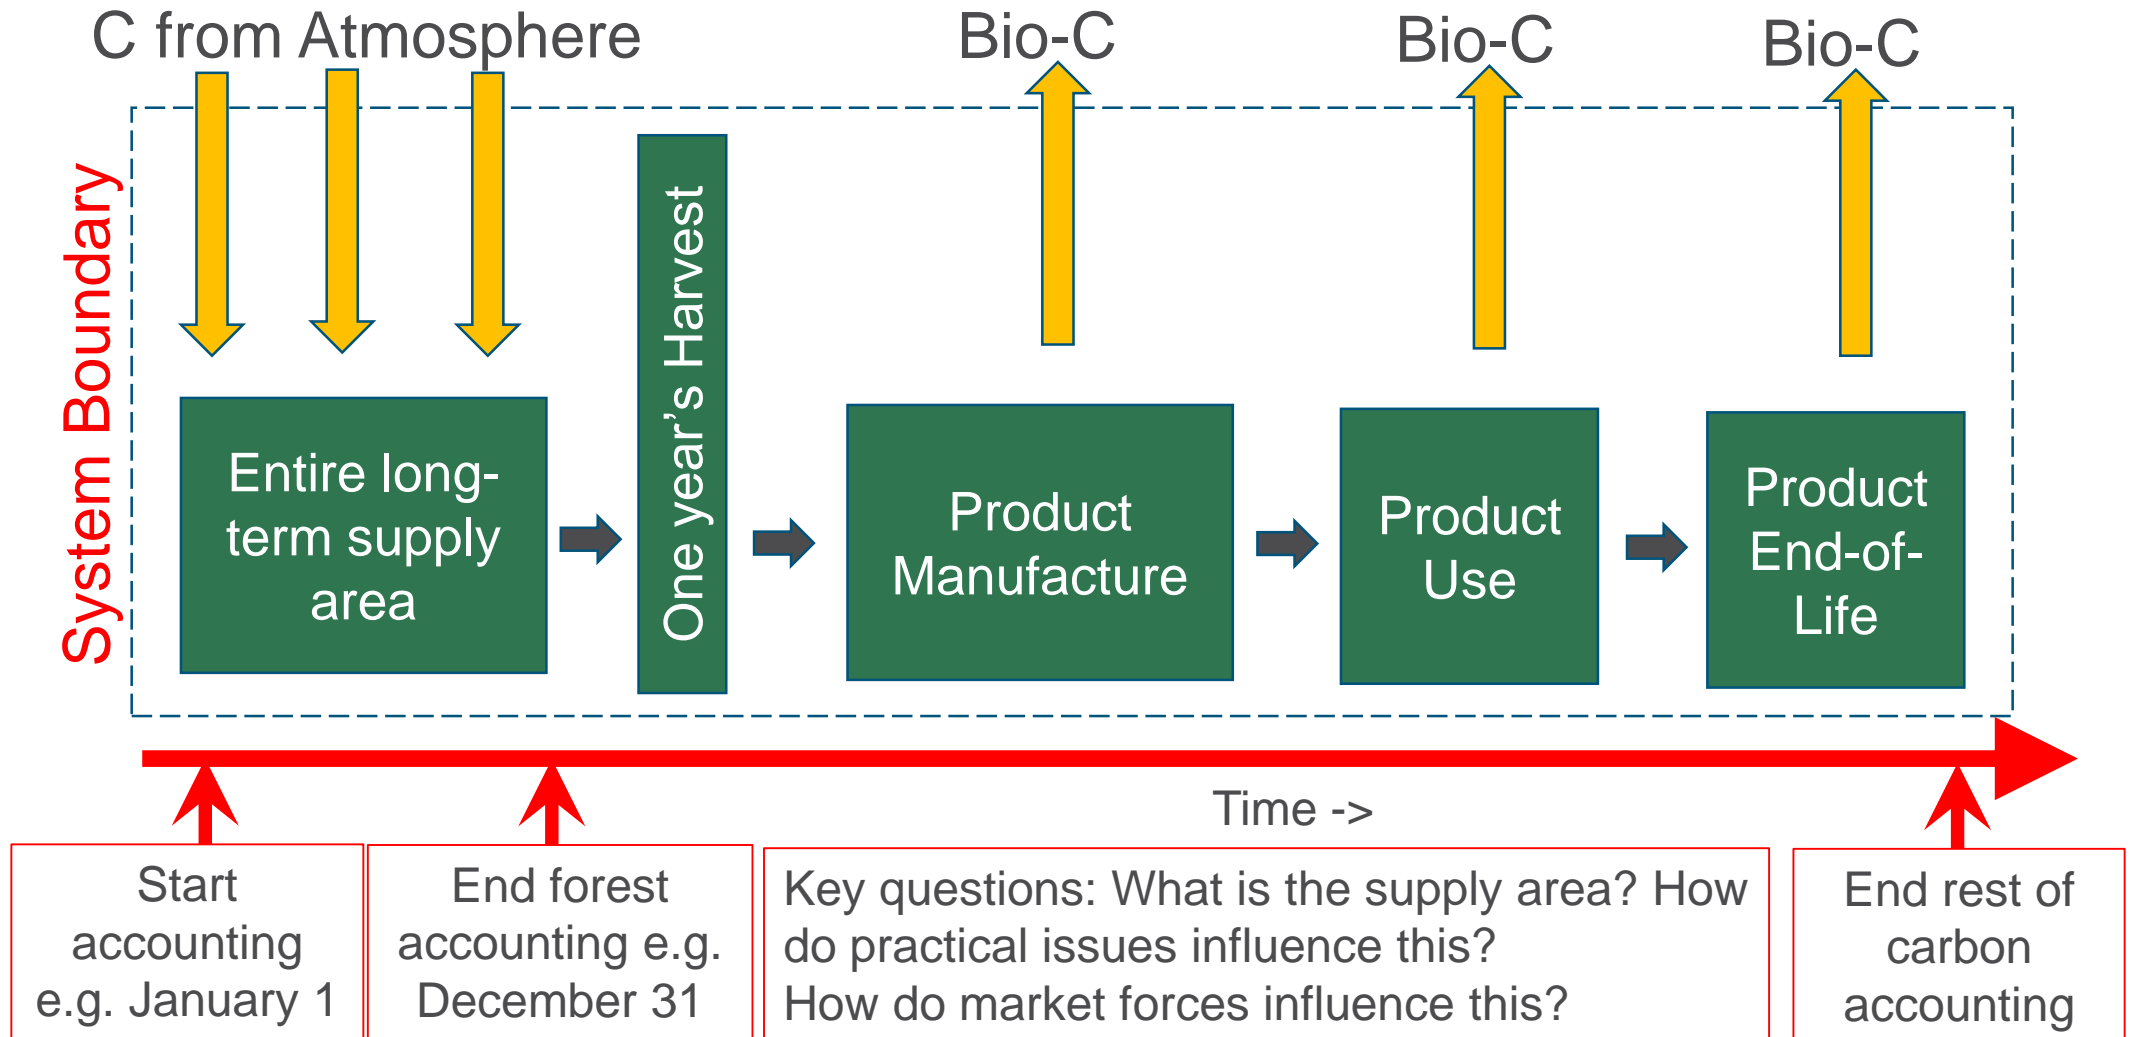 C from Atmosphere
Bio-C
Bio-C
Bio-C
System Boundary
Entire long-
term supply
area
One year’s Harvest
Product
Manufacture
Product
Use
Product
End-of-
Life
Time ->
Start
accounting
e.g. January 1
End forest
accounting e.g.
December 31
Key questions: What is the supply area? How
do practical issues influence this?
How do market forces influence this?
End rest of
carbon
accounting